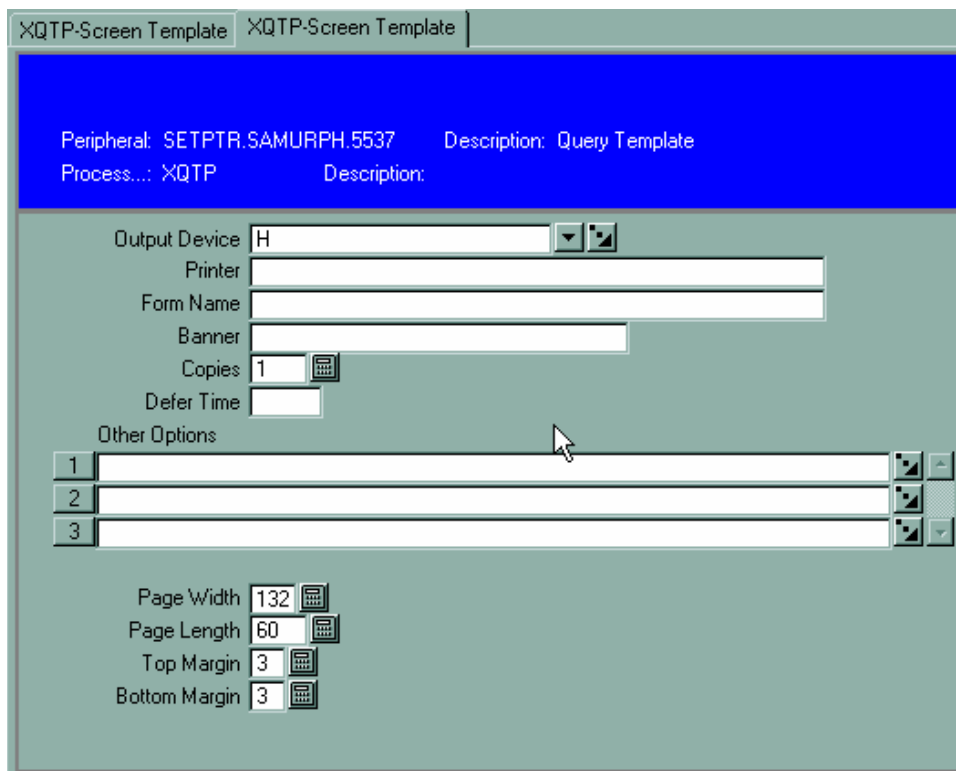 XQTP-Screen Template XQTP-Screen Template
Peripheral: SETPTR.SAMURPH.5537 Description: Query Template
Process...: XQTP Description:
Output Device H
Printer
Form Name
Banner
Copies 1
Defer Time
Other Options
1
2
3
Page Width 132
Page Length 60
Top Margin 3
Bottom Margin 3